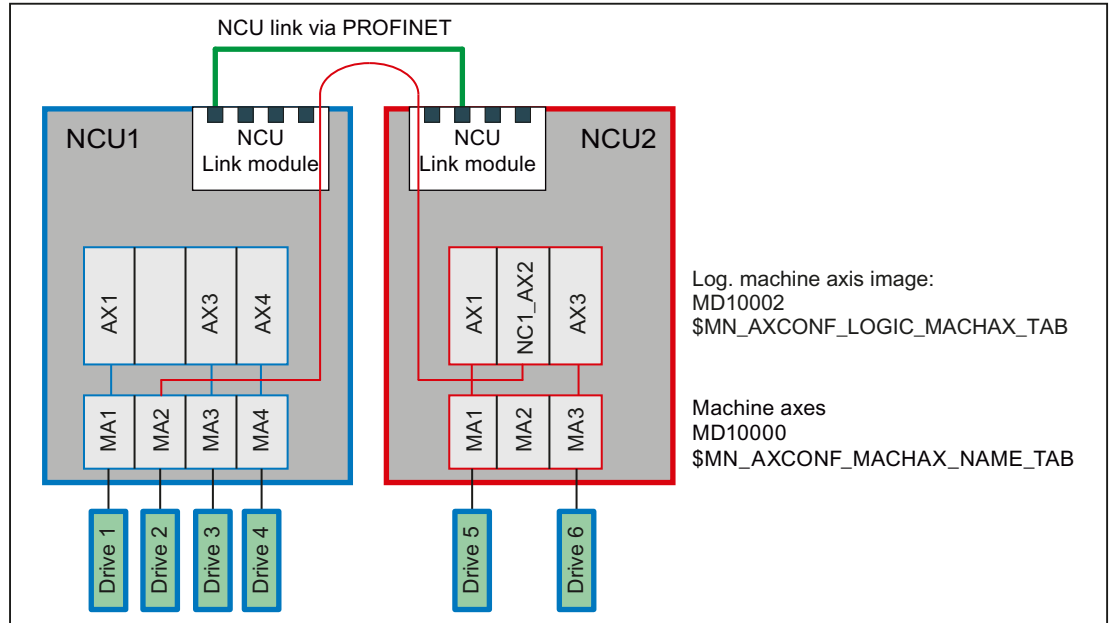 NCU link via PROFINET
NCU1
NCU
Link module
NCU
Link module
NCU2
AX1
AX3
AX4
AX1
NC1_AX2
AX3
Log. machine axis image:
MD10002
$MN_AXCONF_LOGIC_MACHAX_TAB
MA1
MA2
MA3
MA4
MA1
MA2
MA3
Machine axes
MD10000
$MN_AXCONF_MACHAX_NAME_TAB
Drive 1
Drive 2
Drive 3
Drive 4
Drive 5
Drive 6